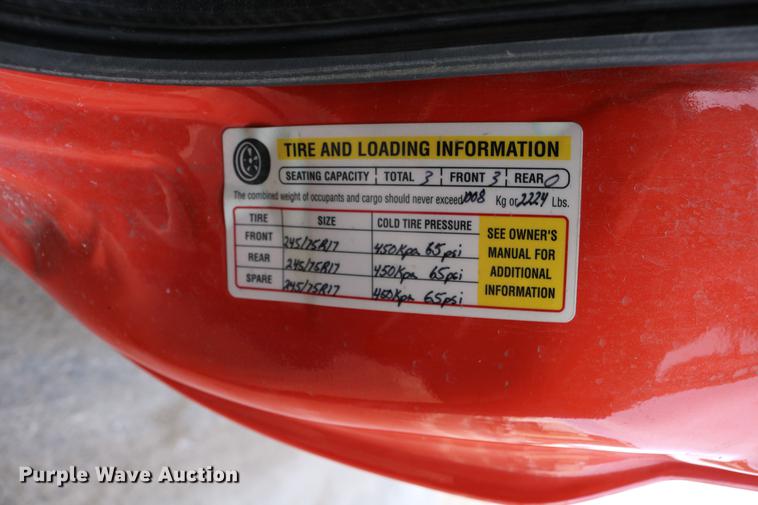 TIRE AND LOADING INFORMATION
SEATING CAPACITY TOTAL 3 FRONT 3 REAR 0
The combined weight of occupants and cargo should never exceed 1008 Kg or 2224 Lbs.
TIRE SIZE COLD TIRE PRESSURE
FRONT 245/75R17 450Kpa 65psi
REAR 245/75R17 450Kpa 65psi
SPARE 245/75R17 450Kpa 65psi
SEE OWNER'S
MANUAL FOR
ADDITIONAL
INFORMATION
Purple Wave Auction